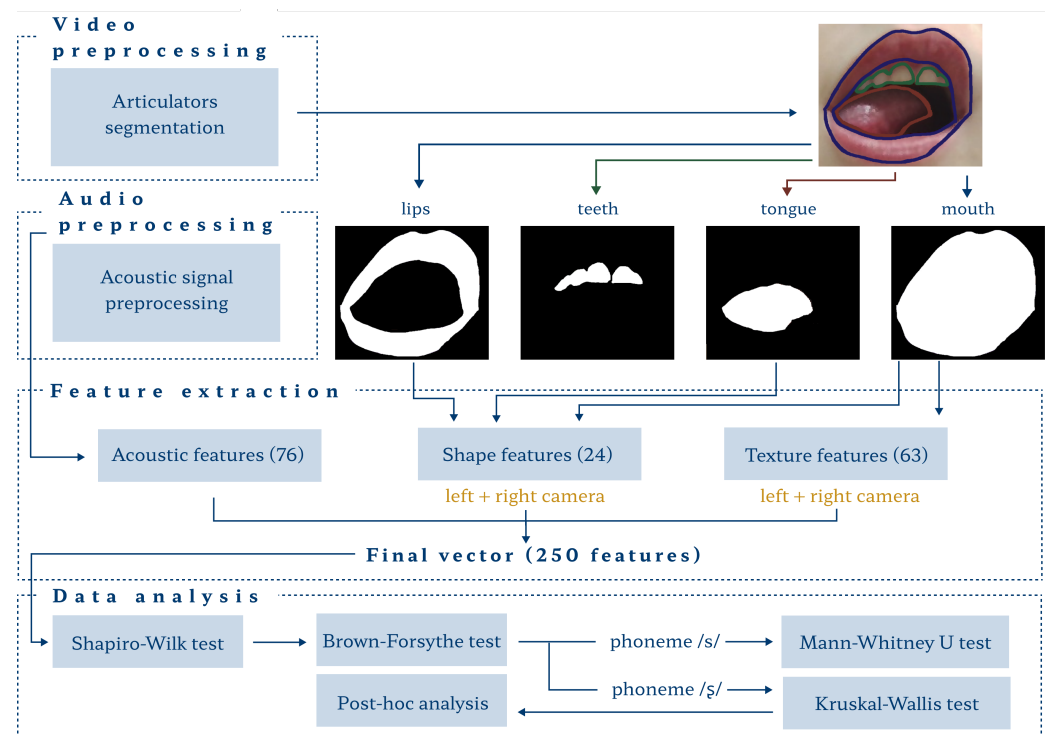 Video
preprocessing
Articulators
segmentation
Audio
preprocessing
lips
teeth
tongue
mouth
Acoustic signal
preprocessing
Feature extraction
Acoustic features (76)
Shape features (24)
Texture features (63)
left + right camera
left + right camera
Final vector (250 features)
Data analysis
Shapiro-Wilk test
Brown-Forsythe test
phoneme /s/
Mann-Whitney U test
phoneme /ʂ/
Post-hoc analysis
Kruskal-Wallis test